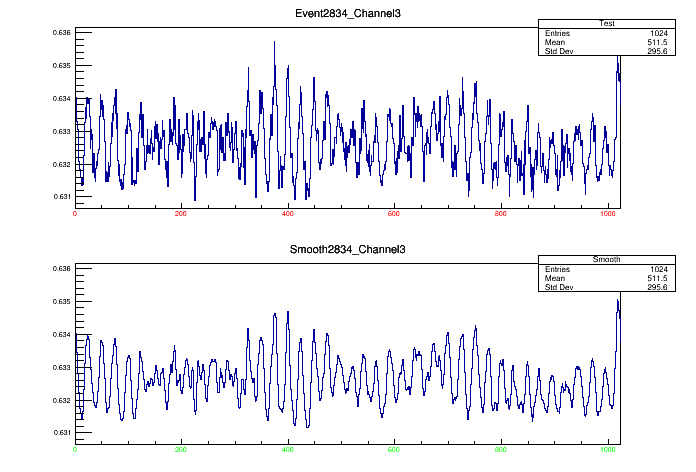 Event2834_Channel3
Test
Entries 1024
Mean 511.5
Std Dev 295.6
0.636
0.635
0.634
0.633
0.632
0.631
0 200 400 600 800 1000
Smooth2834_Channel3
Smooth
Entries 1024
Mean 511.5
Std Dev 295.6
0.636
0.635
0.634
0.633
0.632
0.631
0 200 400 600 800 1000